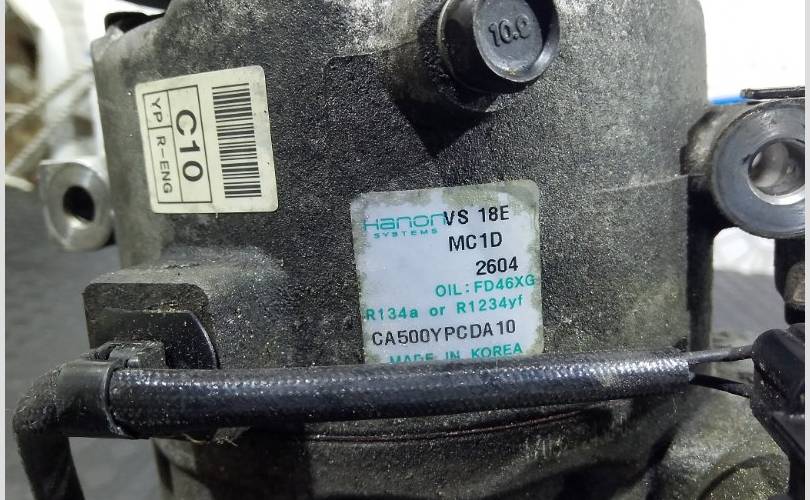 10.9
C10
YP R-ENG
Hanon VS 18E
SYSTEMS
MC1D
2604
OIL:FD46XG
R134a or R1234yf
CA500YPCDA10
MADE IN KOREA